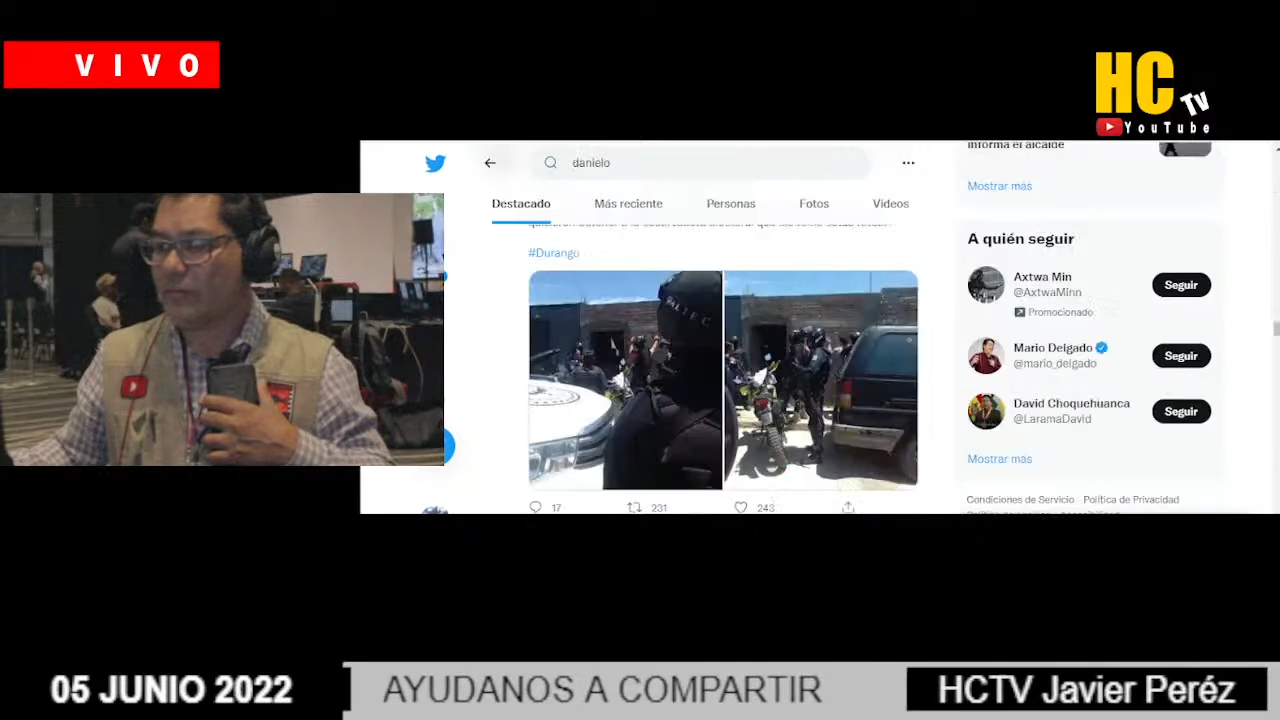 VIVO
HC
Tv
YouTube
danielo
informa el alcalde
Mostrar más
Destacado
Más reciente
Personas
Fotos
Videos
#Durango
A quién seguir
Axtwa Min
@AxtwaMinn
Promocionado
Seguir
Mario Delgado
@mario_delgado
Seguir
David Choquehuanca
@LaramaDavid
Seguir
Mostrar más
Condiciones de Servicio Política de Privacidad
17
231
243
05 JUNIO 2022
AYUDANOS A COMPARTIR
HCTV Javier Peréz